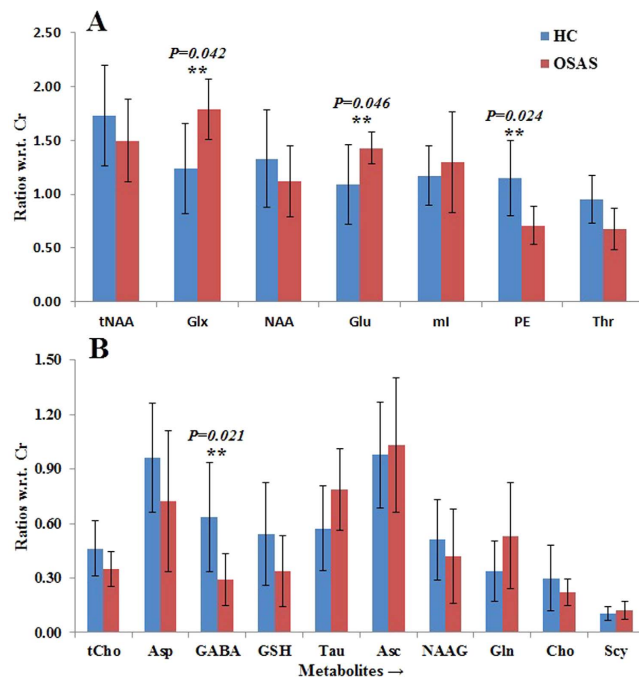 A
HC
OSAS
P=0.042
**
P=0.046
**
P=0.024
**
Ratios w.r.t. Cr
2.50
2.00
1.50
1.00
0.50
0.00
tNAA Glx NAA Glu mI PE Thr
B
P=0.021
**
Ratios w.r.t. Cr
1.50
1.20
0.90
0.60
0.30
0.00
tCho Asp GABA GSH Tau Asc NAAG Gln Cho Scy
Metabolites →